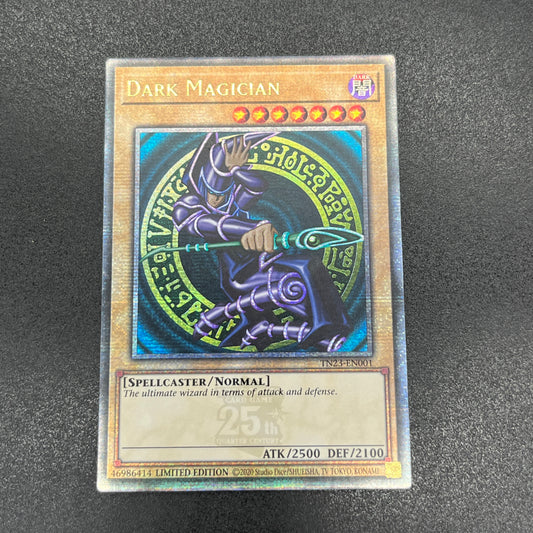 DARK MAGICIAN
DARK
闇
TN23-EN001
[SPELLCASTER/NORMAL]
The ultimate wizard in terms of attack and defense.
25th
QUARTER CENTURY
ATK/2500 DEF/2100
46986414 LIMITED EDITION ©2020 Studio Dice/SHUEISHA, TV TOKYO, KONAMI